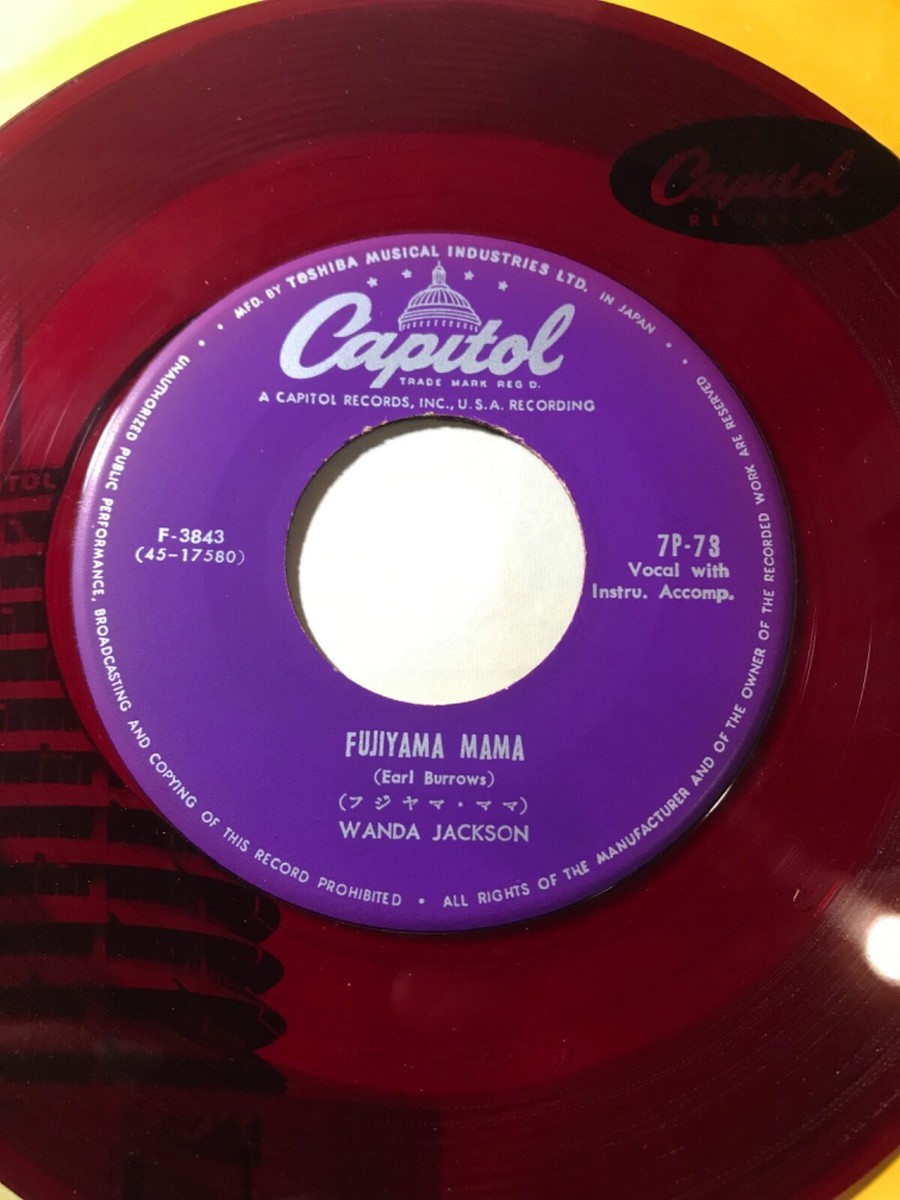 Capitol
RECORDS
MFD. BY TOSHIBA MUSICAL INDUSTRIES LTD. IN JAPAN
Capitol
TRADE MARK REG D.
A CAPITOL RECORDS, INC., U.S.A. RECORDING
F-3843
(45-17580)
7P-73
Vocal with
Instru. Accomp.
FUJIYAMA MAMA
(Earl Burrows)
(フジヤマ・ママ)
WANDA JACKSON
UNAUTHORIZED PUBLIC PERFORMANCE, BROADCASTING AND COPYING OF THIS RECORD PROHIBITED • ALL RIGHTS OF THE MANUFACTURER AND OF THE OWNER OF THE RECORDED WORK ARE RESERVED